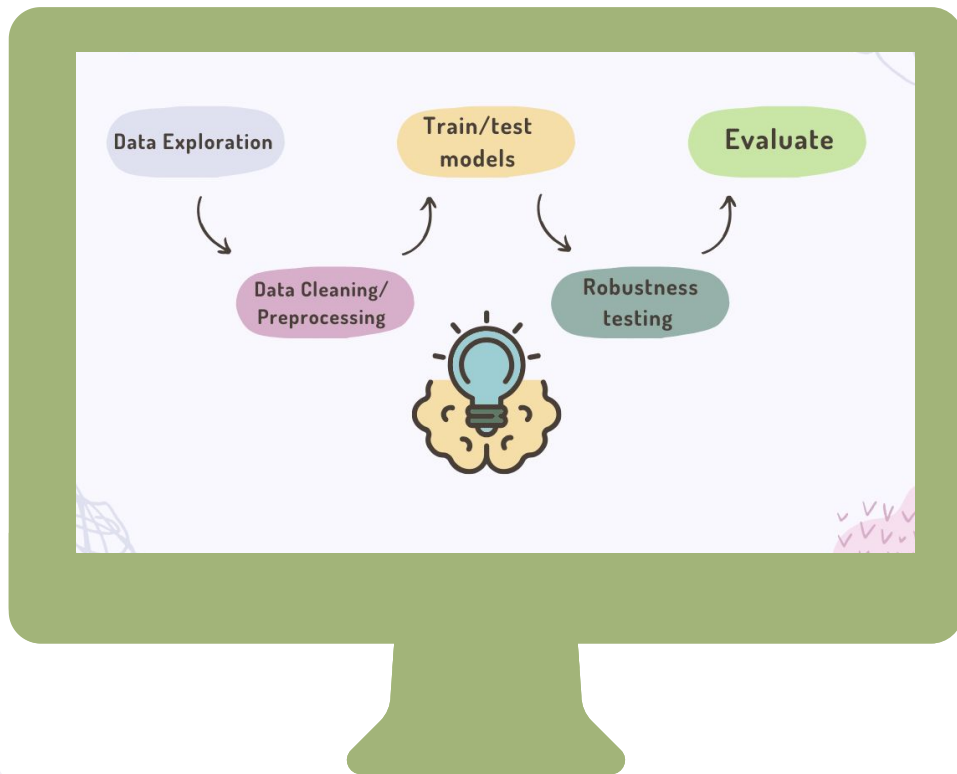 Data Exploration
Data Cleaning/
Preprocessing
Train/test
models
Robustness
testing
Evaluate